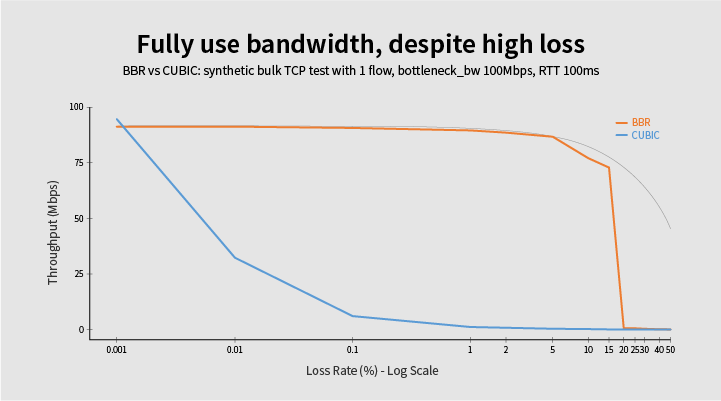 Fully use bandwidth, despite high loss
BBR vs CUBIC: synthetic bulk TCP test with 1 flow, bottleneck_bw 100Mbps, RTT 100ms
BBR
CUBIC
Throughput (Mbps)
100
75
50
25
0
0.001 0.01 0.1 1 2 5 10 15 20 25 30 40 50
Loss Rate (%) - Log Scale